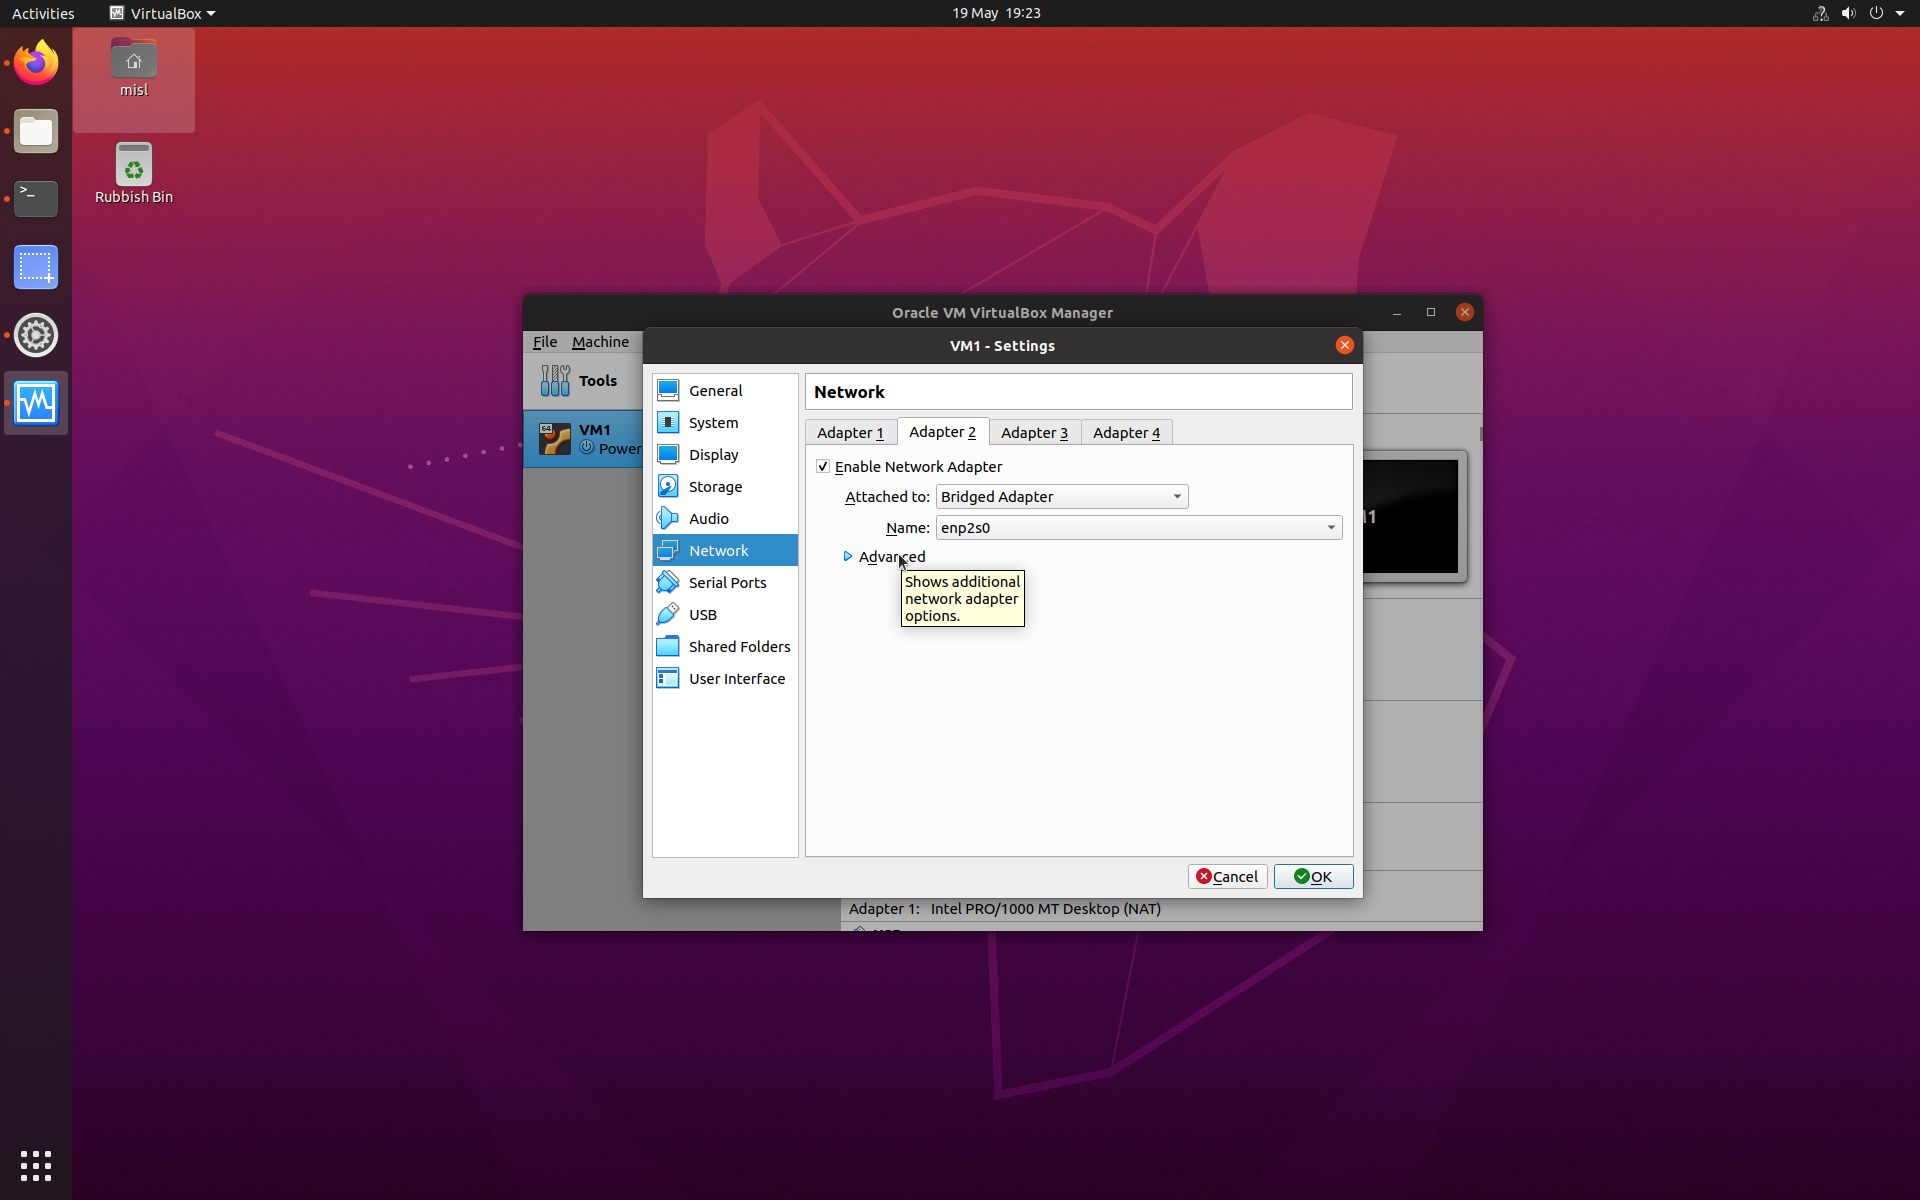 Activities
VirtualBox
19 May 19:23
misl
Rubbish Bin
Oracle VM VirtualBox Manager
File Machine
VM1 - Settings
Tools
64
VM1
Power
General
System
Display
Storage
Audio
Network
Serial Ports
USB
Shared Folders
User Interface
Network
Adapter 1
Adapter 2
Adapter 3
Adapter 4
Enable Network Adapter
Attached to: Bridged Adapter
Name: enp2s0
Advanced
Shows additional
network adapter
options.
Cancel
OK
Adapter 1: Intel PRO/1000 MT Desktop (NAT)